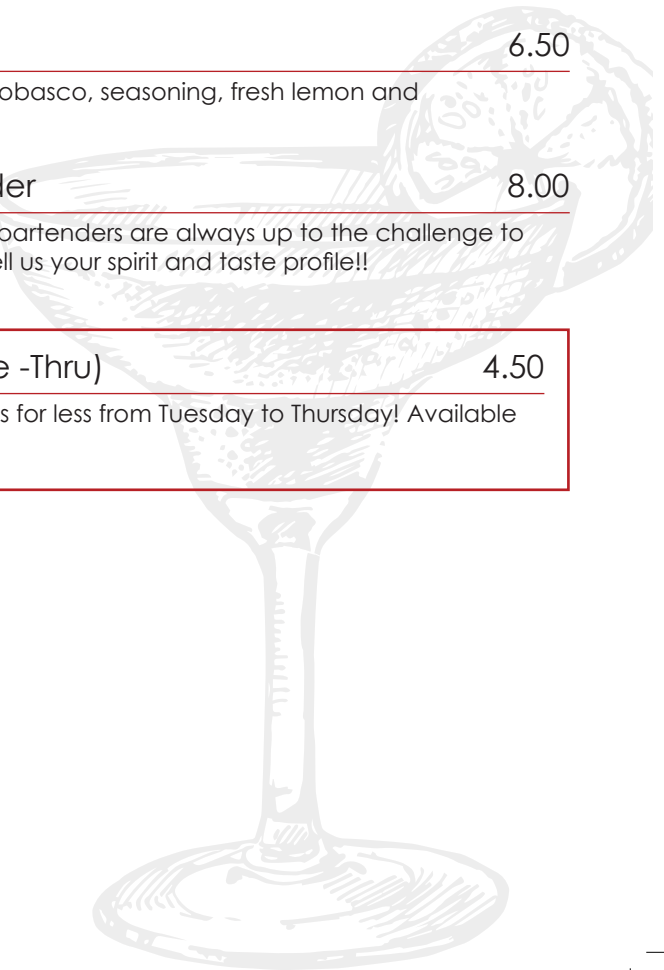 6.50
obasco, seasoning, fresh lemon and
der 8.00
bartenders are always up to the challenge to
ell us your spirit and taste profile!!
e -Thru) 4.50
s for less from Tuesday to Thursday! Available